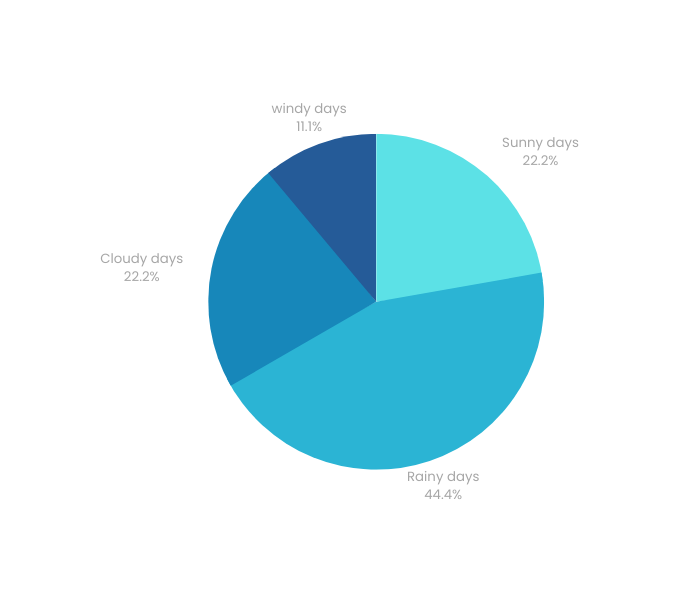 windy days
11.1%
Sunny days
22.2%
Cloudy days
22.2%
Rainy days
44.4%